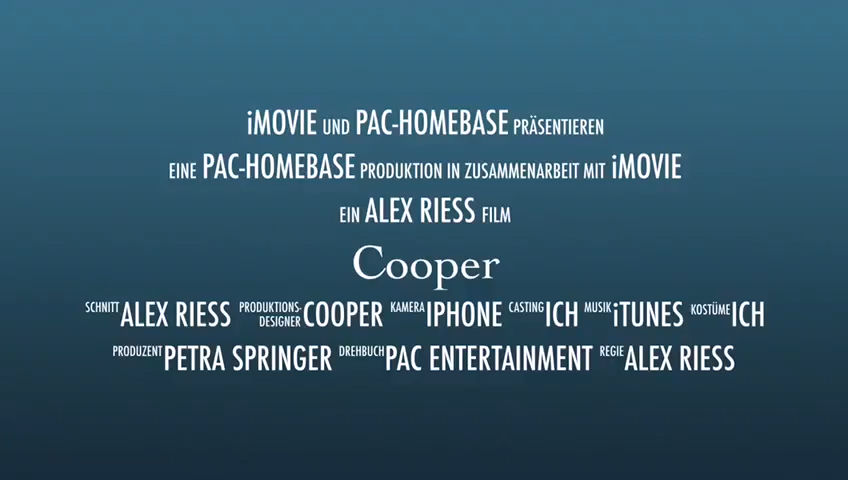 iMOVIE UND PAC-HOMEBASE PRÄSENTIEREN
EINE PAC-HOMEBASE PRODUKTION IN ZUSAMMENARBEIT MIT iMOVIE
EIN ALEX RIESS FILM
Cooper
SCHNITT ALEX RIESS PRODUKTIONS-DESIGNER COOPER KAMERA IPHONE CASTING ICH MUSIK iTUNES KOSTÜME ICH
PRODUZENT PETRA SPRINGER DREHBUCH PAC ENTERTAINMENT REGIE ALEX RIESS